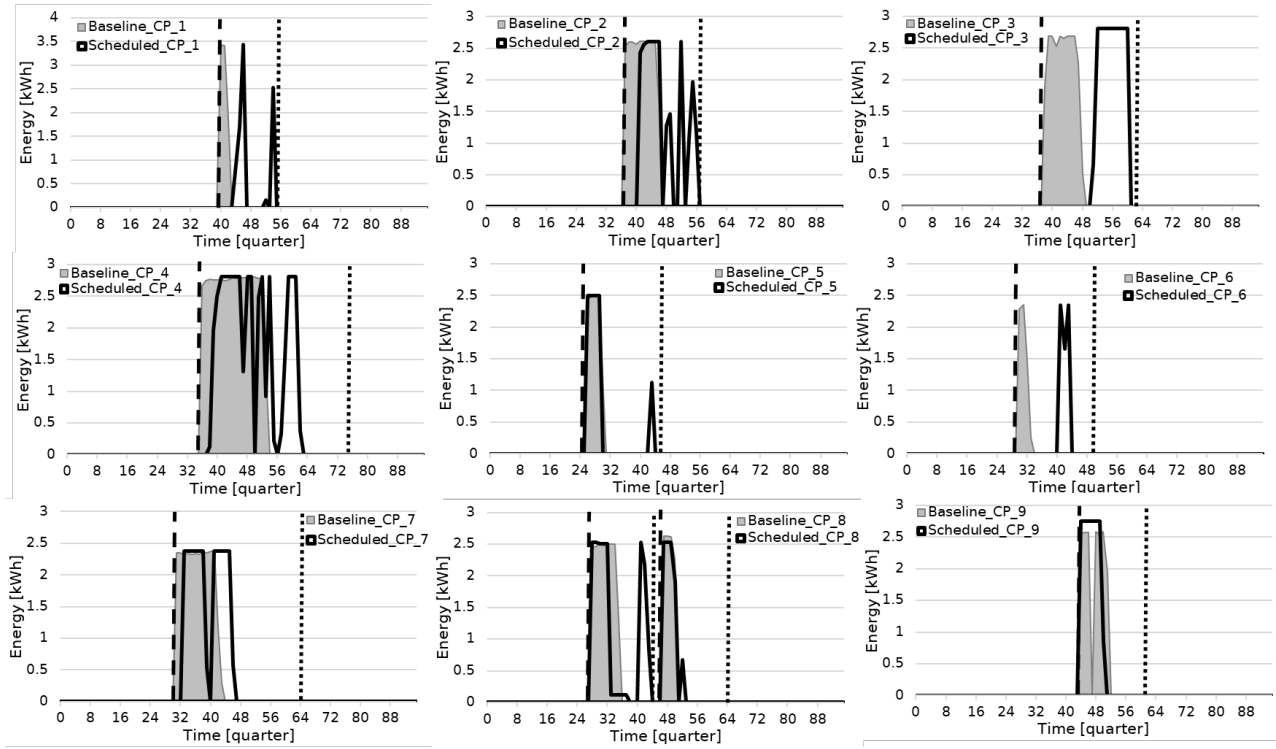 Energy [kWh]
4
3.5
3
2.5
2
1.5
1
0.5
0
Baseline_CP_1
Scheduled_CP_1
0 8 16 24 32 40 48 56 64 72 80 88
Time [quarter]
Energy [kWh]
3
2.5
2
1.5
1
0.5
0
Baseline_CP_2
Scheduled_CP_2
0 8 16 24 32 40 48 56 64 72 80 88
Time [quarter]
Energy [kWh]
3
2.5
2
1.5
1
0.5
0
Baseline_CP_3
Scheduled_CP_3
0 8 16 24 32 40 48 56 64 72 80 88
Time [quarter]
Energy [kWh]
3
2.5
2
1.5
1
0.5
0
Baseline_CP_4
Scheduled_CP_4
0 8 16 24 32 40 48 56 64 72 80 88
Time [quarter]
Energy [kWh]
3
2.5
2
1.5
1
0.5
0
Baseline_CP_5
Scheduled_CP_5
0 8 16 24 32 40 48 56 64 72 80 88
Time [quarter]
Energy [kWh]
3
2.5
2
1.5
1
0.5
0
Baseline_CP_6
Scheduled_CP_6
0 8 16 24 32 40 48 56 64 72 80 88
Time [quarter]
Energy [kWh]
3
2.5
2
1.5
1
0.5
0
Baseline_CP_7
Scheduled_CP_7
0 8 16 24 32 40 48 56 64 72 80 88
Time [quarter]
Energy [kWh]
3
2.5
2
1.5
1
0.5
0
Baseline_CP_8
Scheduled_CP_8
0 8 16 24 32 40 48 56 64 72 80 88
Time [quarter]
Energy [kWh]
3
2.5
2
1.5
1
0.5
0
Baseline_CP_9
Scheduled_CP_9
0 8 16 24 32 40 48 56 64 72 80 88
Time [quarter]